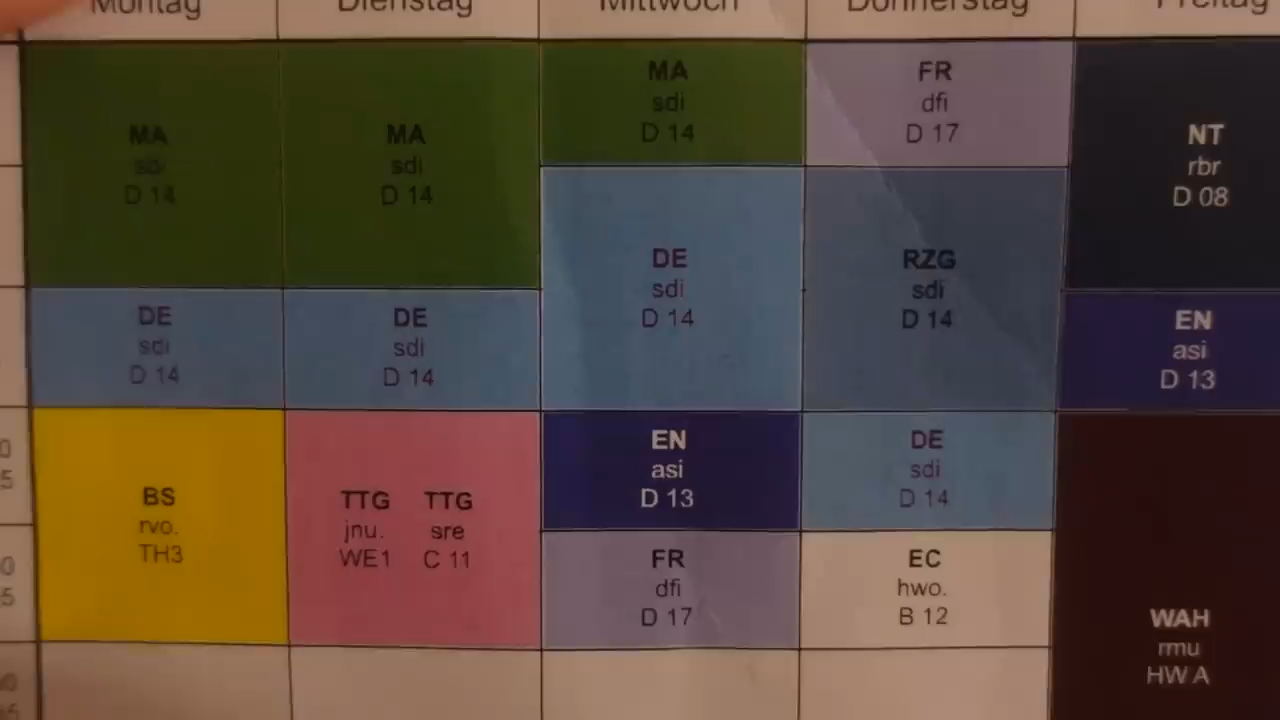 Montag Dienstag Mittwoch Donnerstag Freitag
MA
sdi
D 14
MA
sdi
D 14
MA
sdi
D 14
FR
dfi
D 17
NT
rbr
D 08
DE
sdi
D 14
RZG
sdi
D 14
DE
sdi
D 14
DE
sdi
D 14
EN
asi
D 13
BS
rvo.
TH3
TTG TTG
jnu. sre
WE1 C 11
EN
asi
D 13
DE
sdi
D 14
FR
dfi
D 17
EC
hwo.
B 12
WAH
rmu
HW A